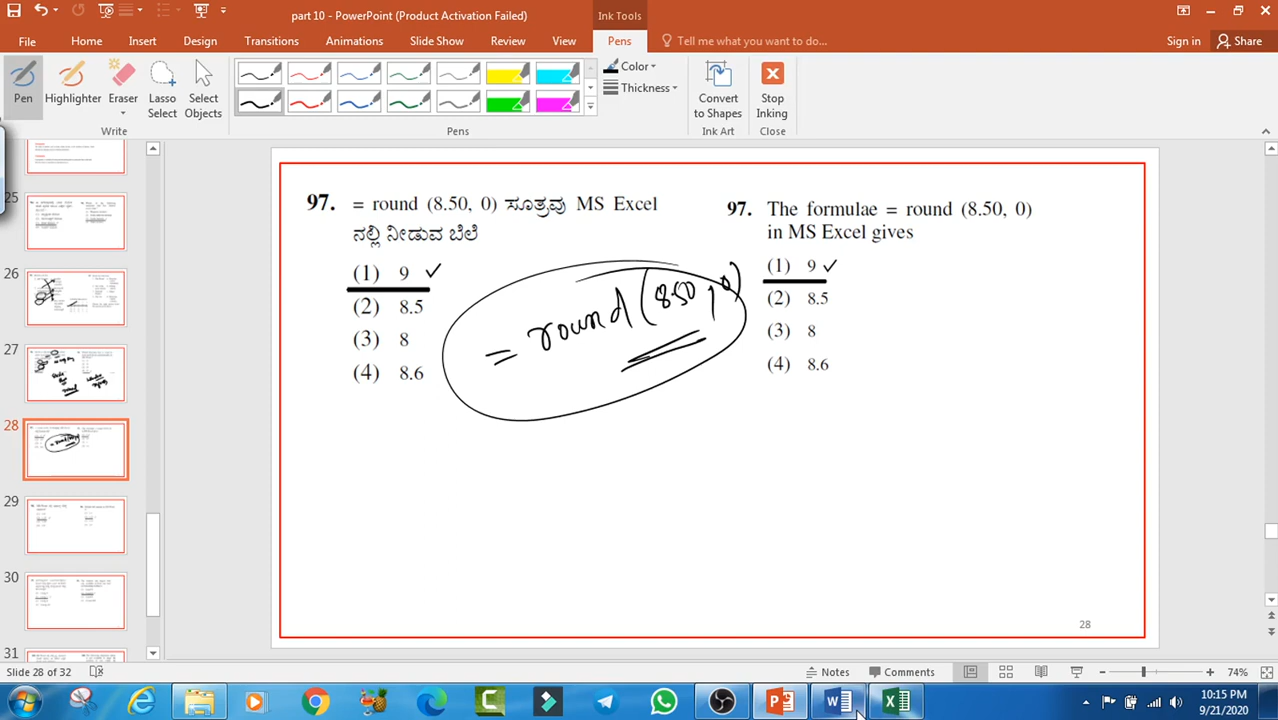 part 10 - PowerPoint (Product Activation Failed)
Ink Tools
File
Home
Insert
Design
Transitions
Animations
Slide Show
Review
View
Pens
Tell me what you want to do...
Sign in
Share
Pen
Highlighter
Eraser
Lasso
Select
Select
Objects
Color
Thickness
Convert
to Shapes
Stop
Inking
Write
Pens
Ink Art
Close
25
26
27
28
29
30
31
97. = round (8.50, 0) ಸೂತ್ರವು MS Excel
ನಲ್ಲಿ ನೀಡುವ ಬೆಲೆ
(1) 9 ✓
(2) 8.5
(3) 8
(4) 8.6
= round (8.50, 0)
97. The formulae = round (8.50, 0)
in MS Excel gives
(1) 9 ✓
(2) 8.5
(3) 8
(4) 8.6
28
Slide 28 of 32
Notes
Comments
74%
10:15 PM
9/21/2020